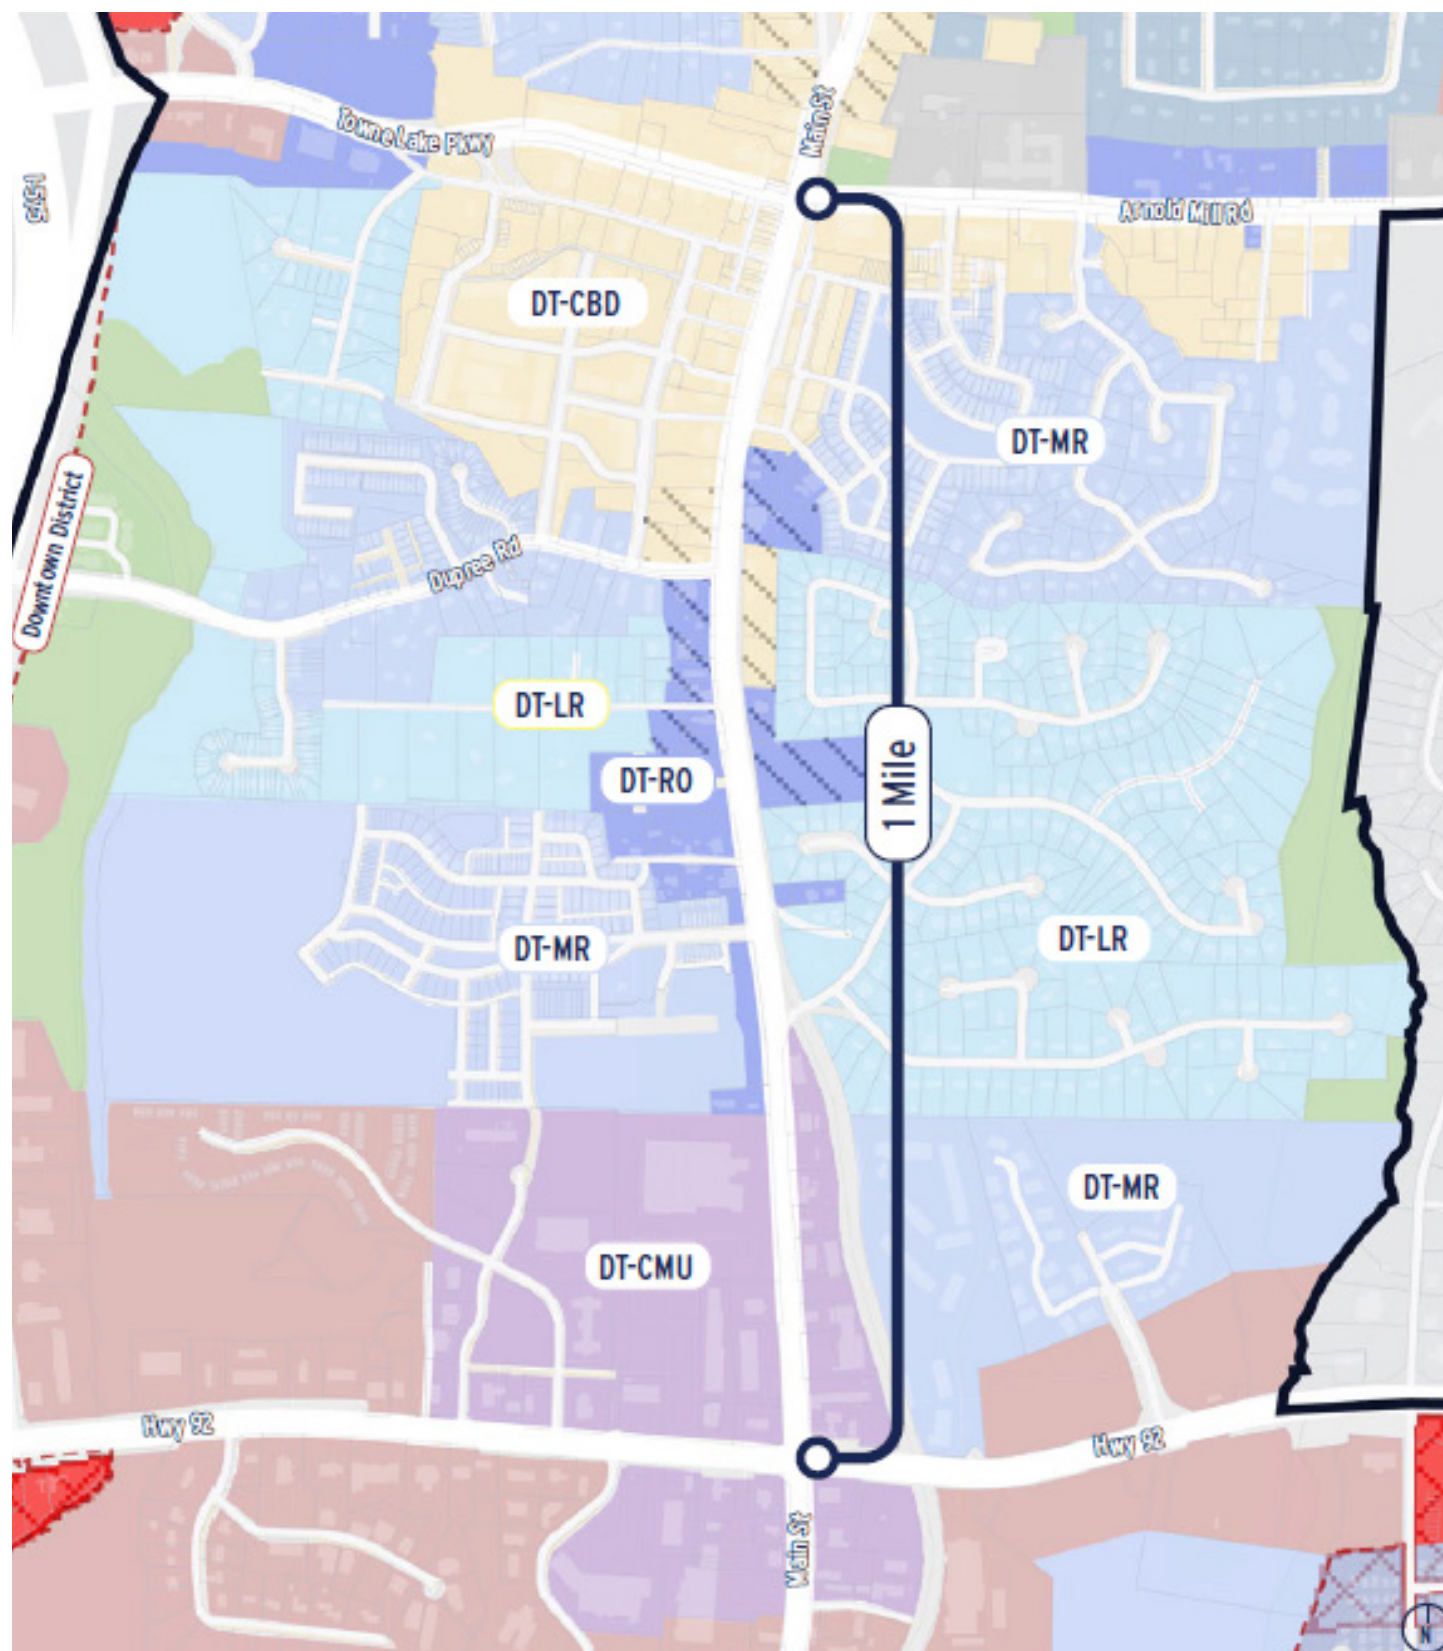 Towne Lake Pkwy
Main St
I-575
Arnold Mill Rd
DT-CBD
DT-MR
Downtown District
Dupree Rd
DT-LR
DT-RO
1 Mile
DT-MR
DT-LR
DT-MR
DT-CMU
Hwy 92
Hwy 92
Main St
N